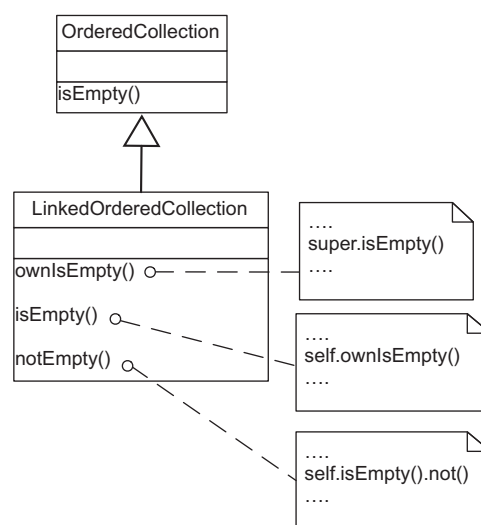 OrderedCollection
isEmpty()
LinkedOrderedCollection
ownIsEmpty()
isEmpty()
notEmpty()
....
super.isEmpty()
....
....
self.ownIsEmpty()
....
....
self.isEmpty().not()
....